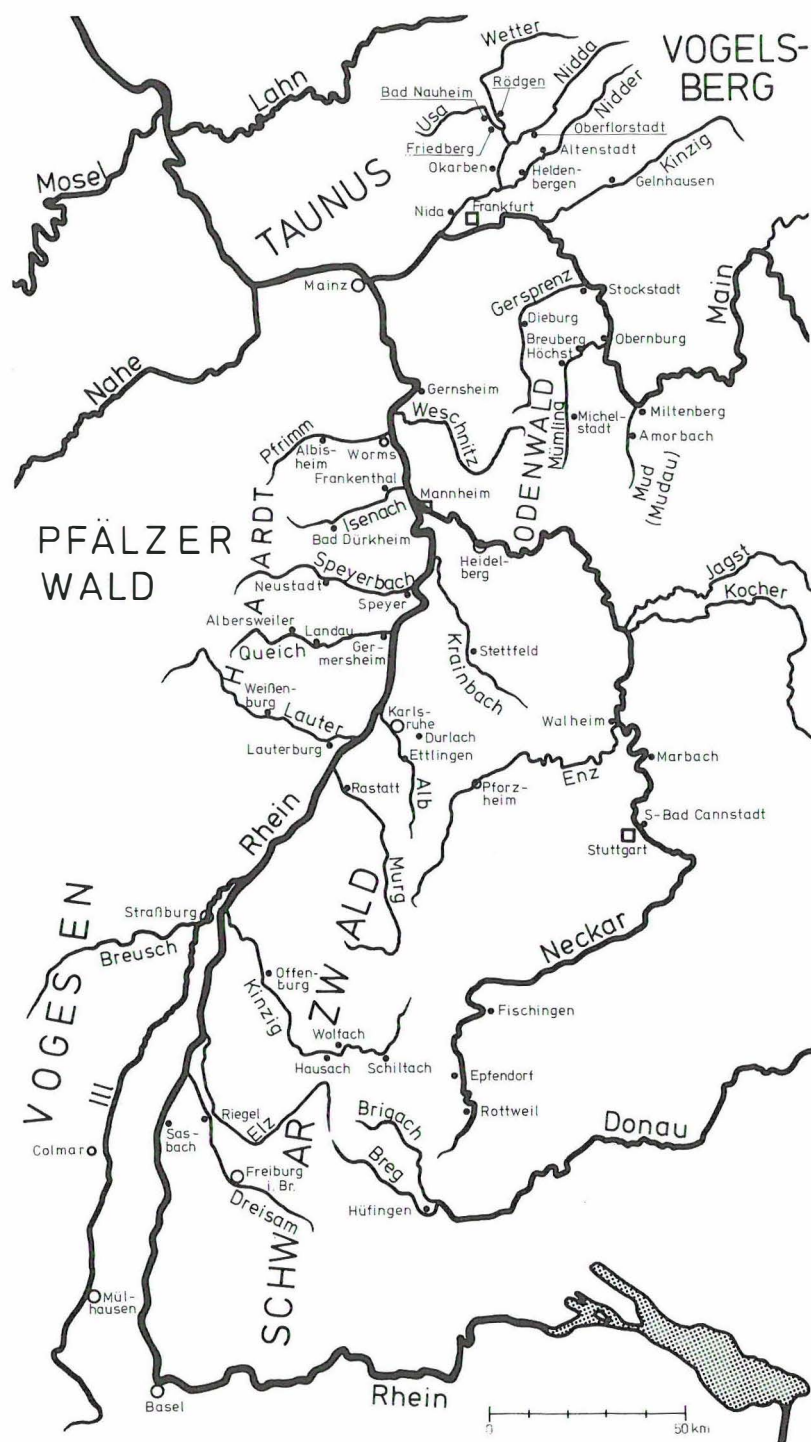 Wetter
VOGELS-
BERG
Nidda
Rödgen
Bad Nauheim
Nidder
Lahn
Usa
Oberflorstadt
Friedberg
Altenstadt
Kinzig
Okarben
Helden-
bergen
Gelnhausen
Mosel
TAUNUS
Nida
Frankfurt
Mainz
Gersprenz
Stockstadt
Main
Dieburg
Breuberg
Höchst
Obernburg
Nahe
Gernsheim
Weschnitz
ODENWALD
Mümling
Michel-
stadt
Miltenberg
Amorbach
Mud
(Mudau)
Pfrimm
Albis-
heim
Worms
Frankenthal
Mannheim
Isenach
Bad Dürkheim
Heidel-
berg
PFÄLZER
WALD
HAARDT
Speyerbach
Neustadt
Speyer
Jagst
Kocher
Albersweiler
Landau
Queich
Ger-
mersheim
Krainbach
Stettfeld
Weißen-
burg
Lauter
Lauterburg
Karls-
ruhe
Durlach
Ettlingen
Walheim
Marbach
Enz
Rastatt
Alb
Pforz-
heim
S-Bad Cannstadt
Stuttgart
Rhein
Murg
VOGESEN
Straßburg
Breusch
SCHWARZWALD
Neckar
Offen-
burg
Kinzig
Fischingen
Wolfach
Hausach
Schiltach
Epfendorf
Rottweil
Ill
Riegel
Elz
Sas-
bach
Brigach
Donau
Colmar
Freiburg
i. Br.
Breg
Dreisam
Hüfingen
Mül-
hausen
Rhein
Basel
0
50 km